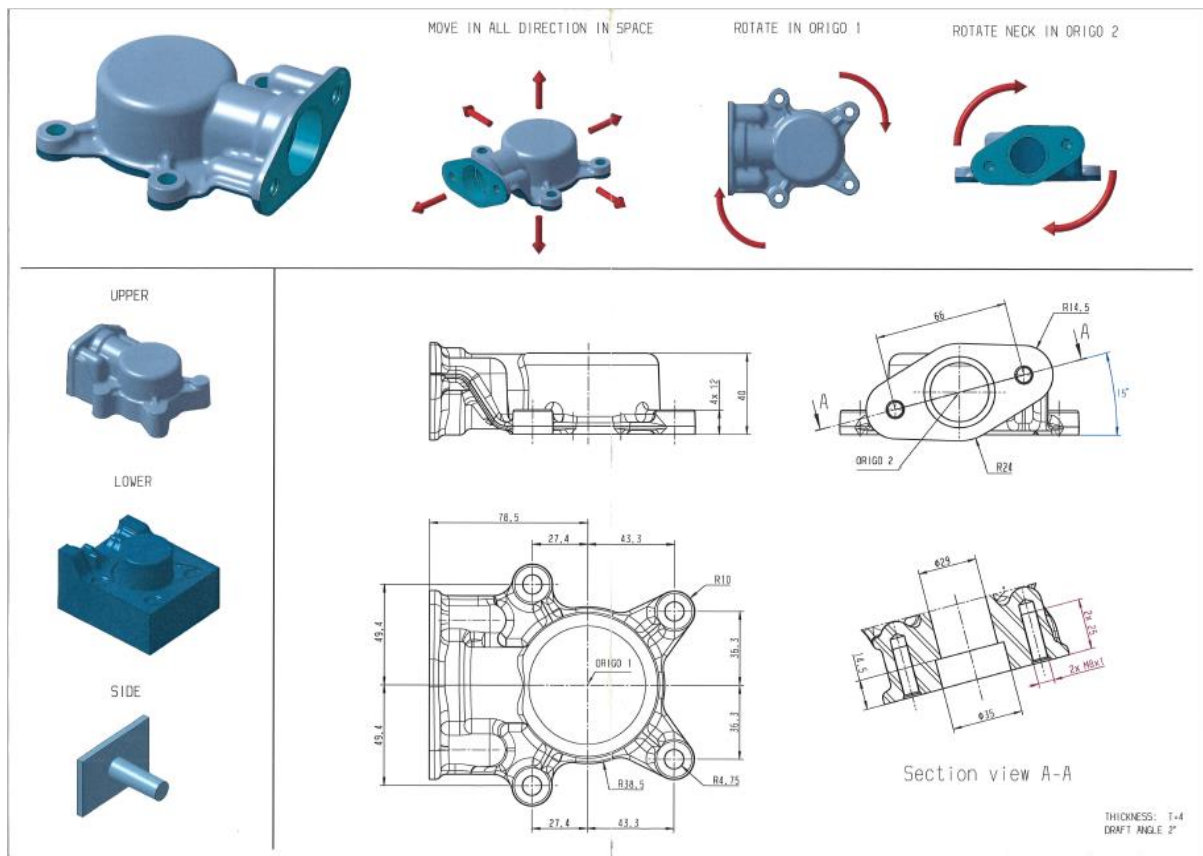 MOVE IN ALL DIRECTION IN SPACE
ROTATE IN ORIGO 1
ROTATE NECK IN ORIGO 2
UPPER
LOWER
SIDE
4x 12
40
66
R14,5
A
A
15°
ORIGO 2
R24
78,5
27,4
43,3
R10
49,4
49,4
36,3
36,3
ORIGO 1
R38,5
R4,75
27,4
43,3
Φ29
14,5
2x 25
2x M8x1
Φ35
Section view A-A
THICKNESS: T=4
DRAFT ANGLE 2°